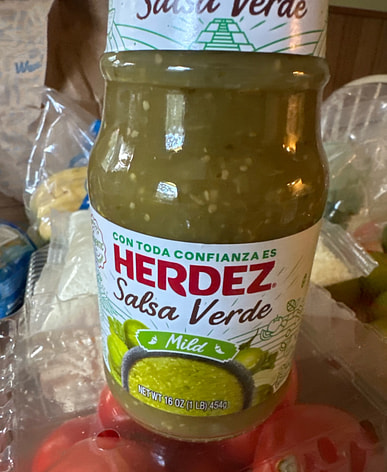 Salsa Verde
CON TODA CONFIANZA ES
HERDEZ
Salsa Verde
Mild
NET WT 16 OZ (1 LB) 454g